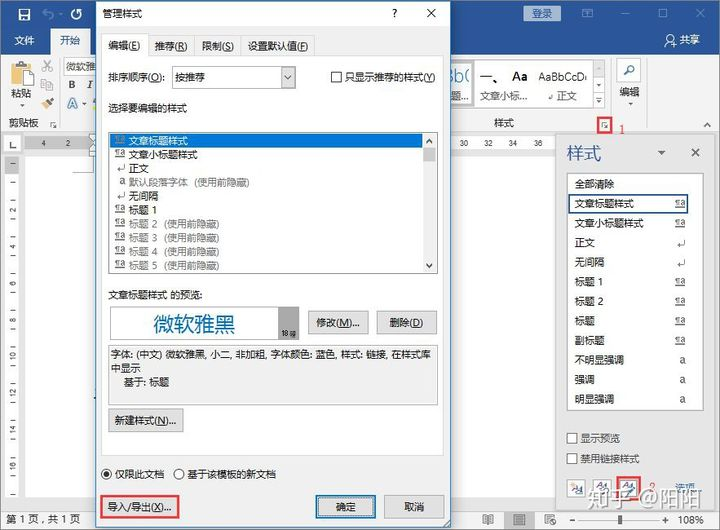 管理样式
登录
文件
开始
共享
微软雅
粘贴
B I
剪贴板
一、 Aa AaBbCcDı
文章小标...
正文
编辑
样式
1
编辑(E)
推荐(R)
限制(S)
设置默认值(F)
排序顺序(O):
按推荐
只显示推荐的样式(Y)
选择要编辑的样式
文章标题样式
文章小标题样式
正文
a 默认段落字体 (使用前隐藏)
无间隔
标题 1
标题 2 (使用前隐藏)
标题 3 (使用前隐藏)
标题 4 (使用前隐藏)
标题 5 (使用前隐藏)
文章标题样式 的预览:
微软雅黑
18 磅
修改(M)...
删除(D)
字体: (中文) 微软雅黑, 小二, 非加粗, 字体颜色: 蓝色, 样式: 链接, 在样式库
中显示
基于: 标题
新建样式(N)...
仅限此文档
基于该模板的新文档
导入/导出(X)...
确定
取消
4 2
30 32 34 36
样式
全部清除
文章标题样式
文章小标题样式
正文
无间隔
标题 1
标题 2
标题
副标题
不明显强调 a
强调 a
明显强调 a
显示预览
禁用链接样式
2
选项
知乎 @阳阳
第 1 页，共 1 页
108%